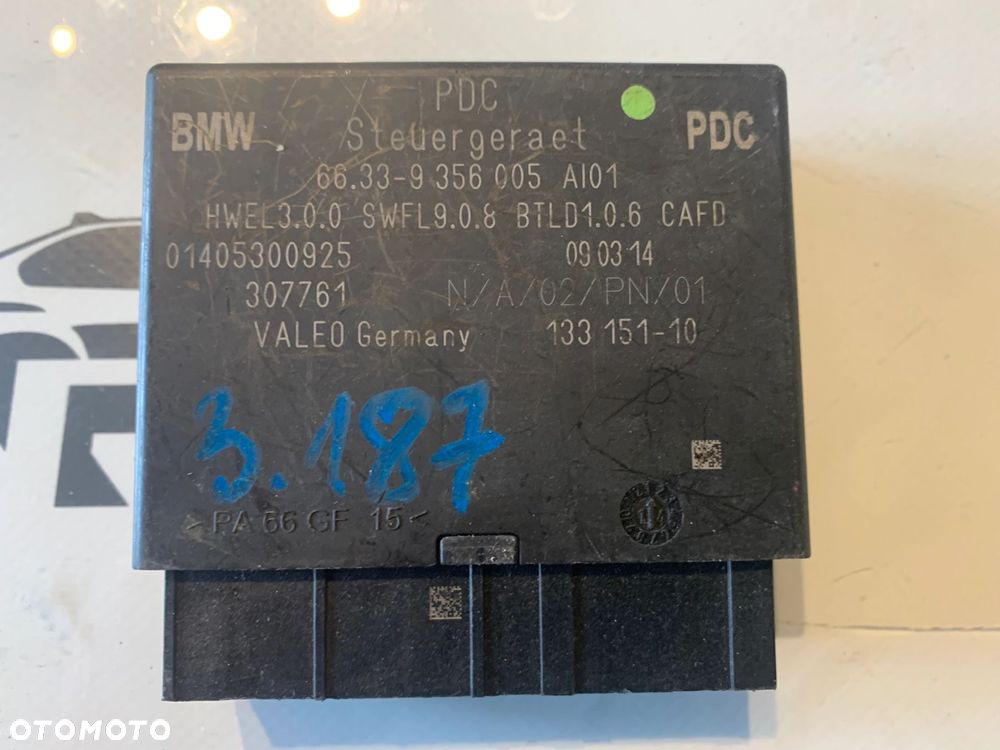 PDC
BMW Steuergeraet PDC
66.33-9 356 005 AI01
HWEL3.0.0 SWFL9.0.8 BTLD1.0.6 CAFD
01405300925 09.03.14
307761 N/A/02/PN/01
VALEO Germany 133 151-10
3.187
>PA 66 GF 15<
OTOMOTO